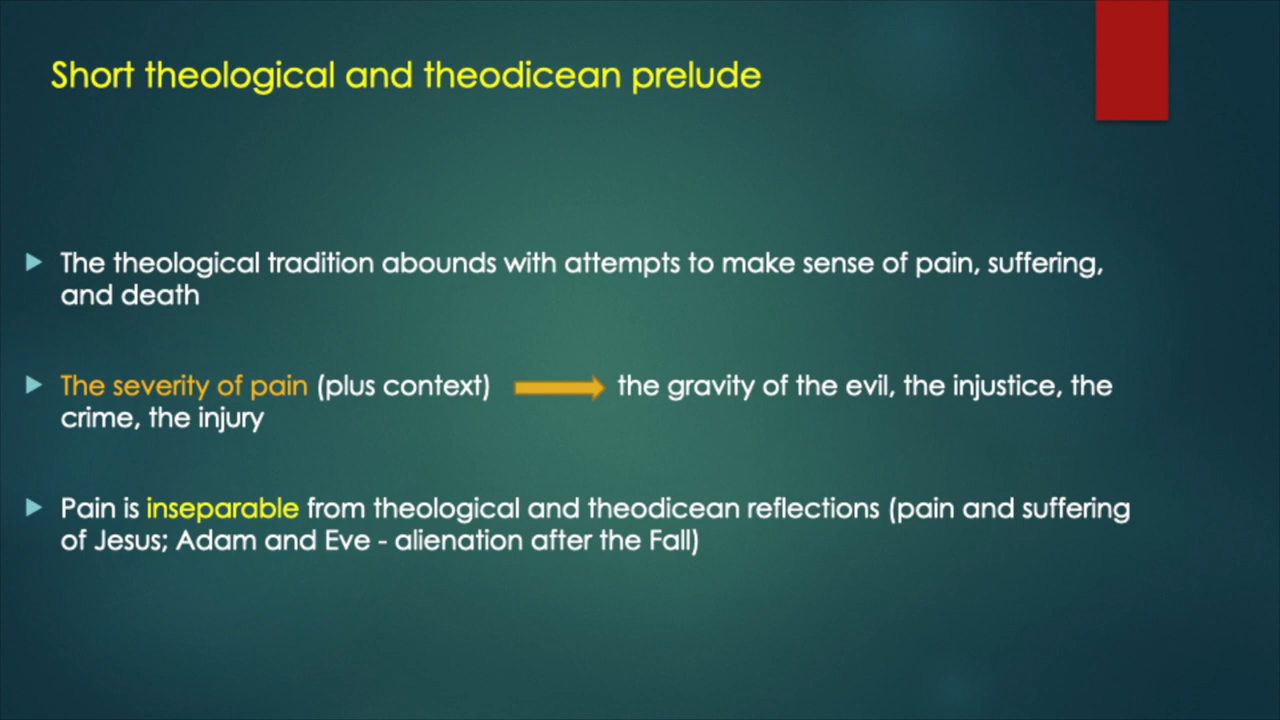 Short theological and theodicean prelude
The theological tradition abounds with attempts to make sense of pain, suffering,
and death
The severity of pain (plus context) the gravity of the evil, the injustice, the
crime, the injury
Pain is inseparable from theological and theodicean reflections (pain and suffering
of Jesus; Adam and Eve - alienation after the Fall)